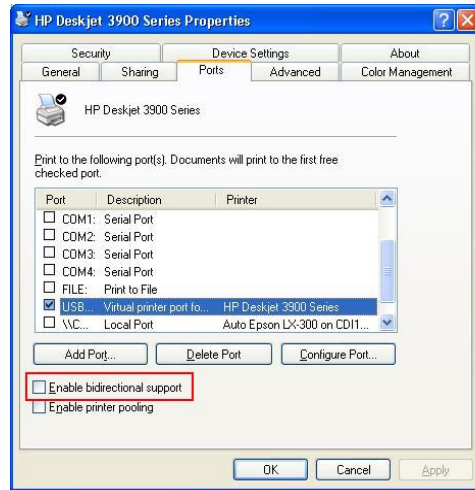 HP Deskjet 3900 Series Properties
Security Device Settings About
General Sharing Ports Advanced Color Management
HP Deskjet 3900 Series
Print to the following port(s). Documents will print to the first free
checked port.
Port Description Printer
COM1: Serial Port
COM2: Serial Port
COM3: Serial Port
COM4: Serial Port
FILE: Print to File
USB... Virtual printer port fo... HP Deskjet 3900 Series
\\C... Local Port Auto Epson LX-300 on CDI1...
Add Port... Delete Port Configure Port...
Enable bidirectional support
Enable printer pooling
OK Cancel Apply